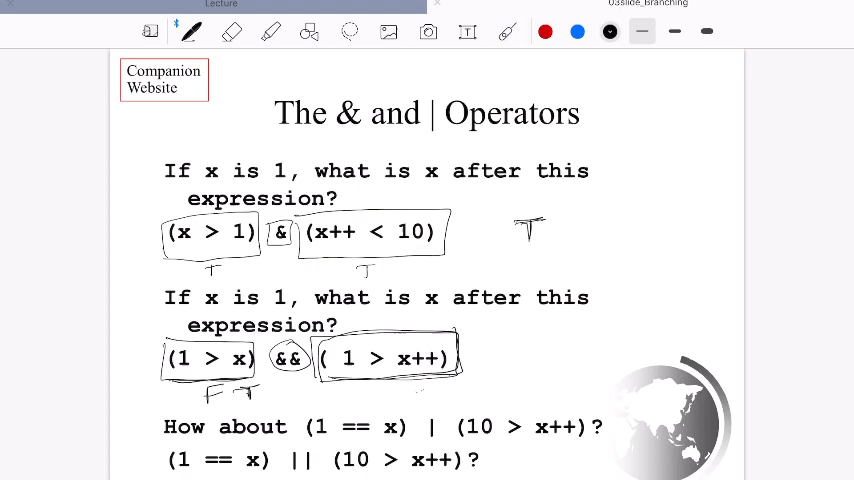 Lecture
03slide_Branching
T
Companion
Website
The & and | Operators
If x is 1, what is x after this
expression?
(x > 1) & (x++ < 10) T
T T
If x is 1, what is x after this
expression?
(1 > x) && ( 1 > x++)
F T
How about (1 == x) | (10 > x++)?
(1 == x) || (10 > x++)?